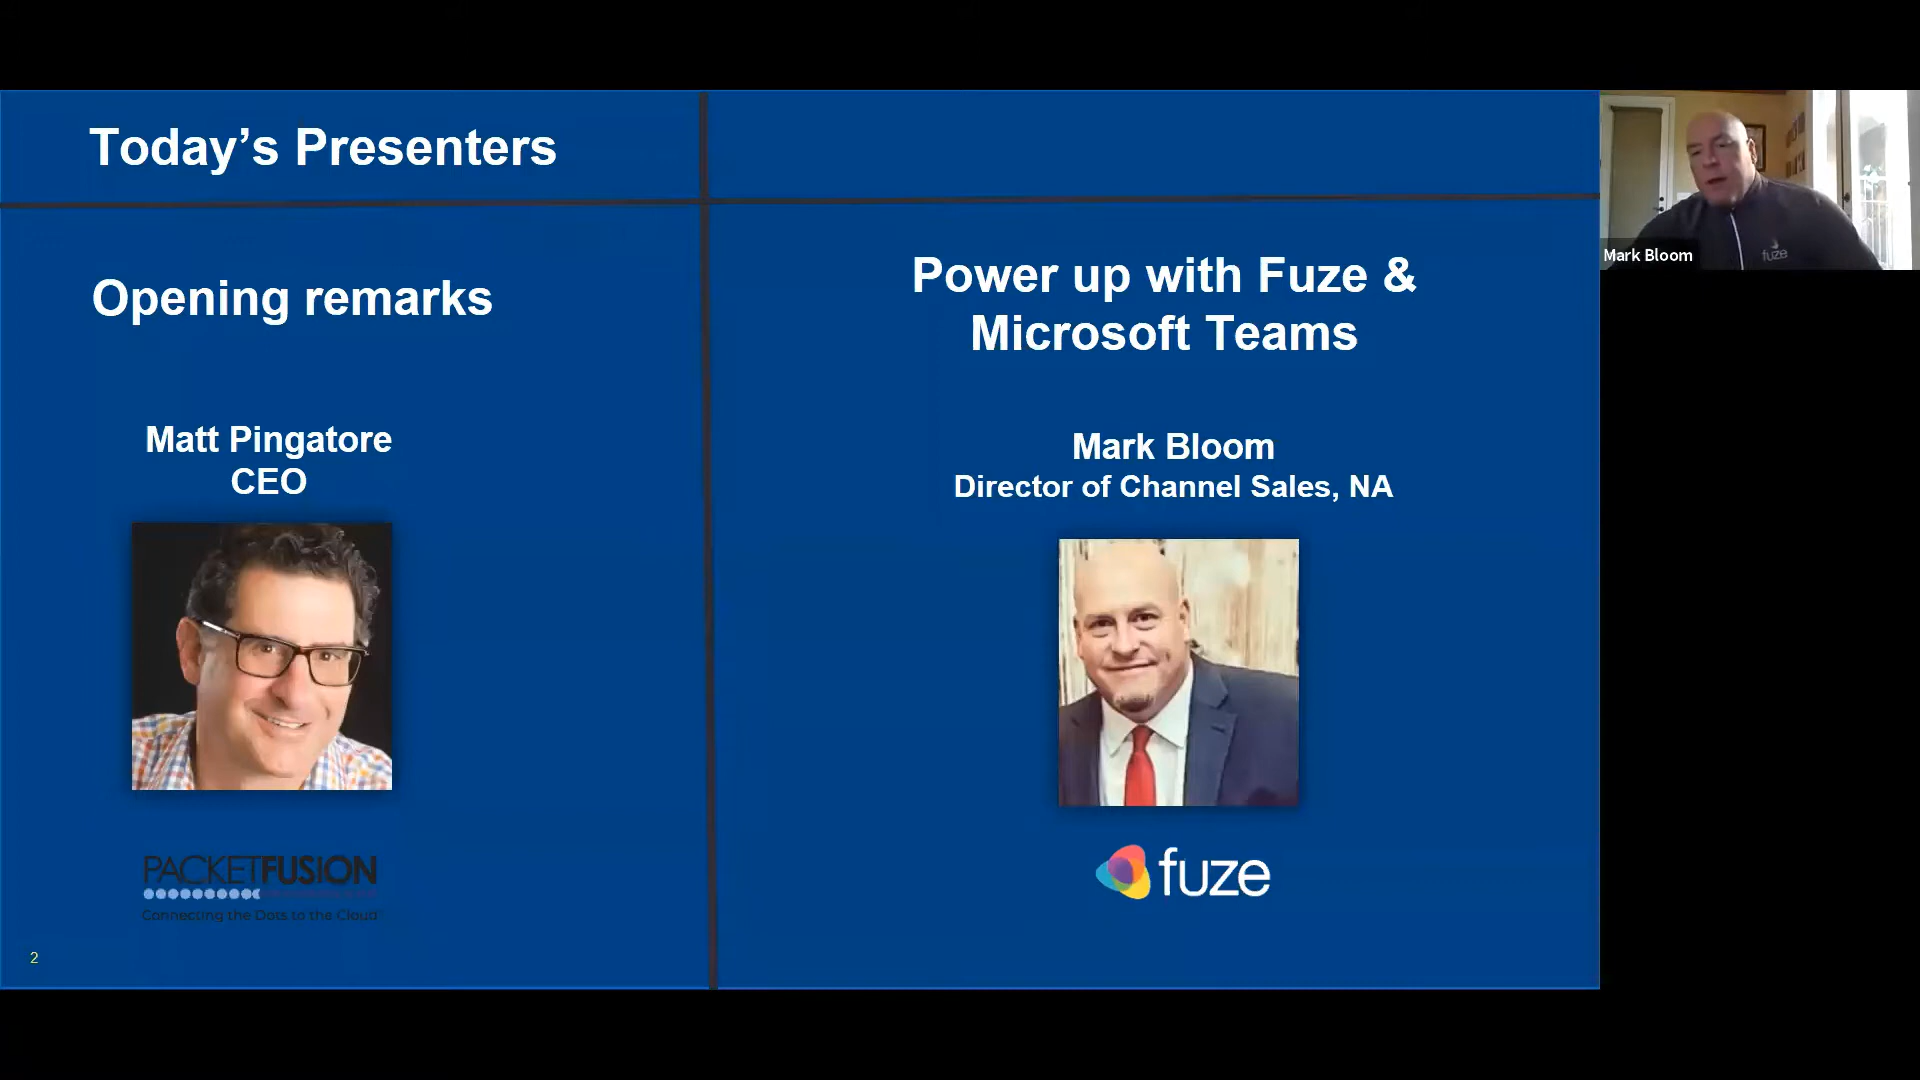 Today’s Presenters
Opening remarks
Matt Pingatore
CEO
PACKETFUSION
Connecting the Dots to the Cloud
2
Power up with Fuze &
Microsoft Teams
Mark Bloom
Director of Channel Sales, NA
fuze
Mark Bloom
fuze